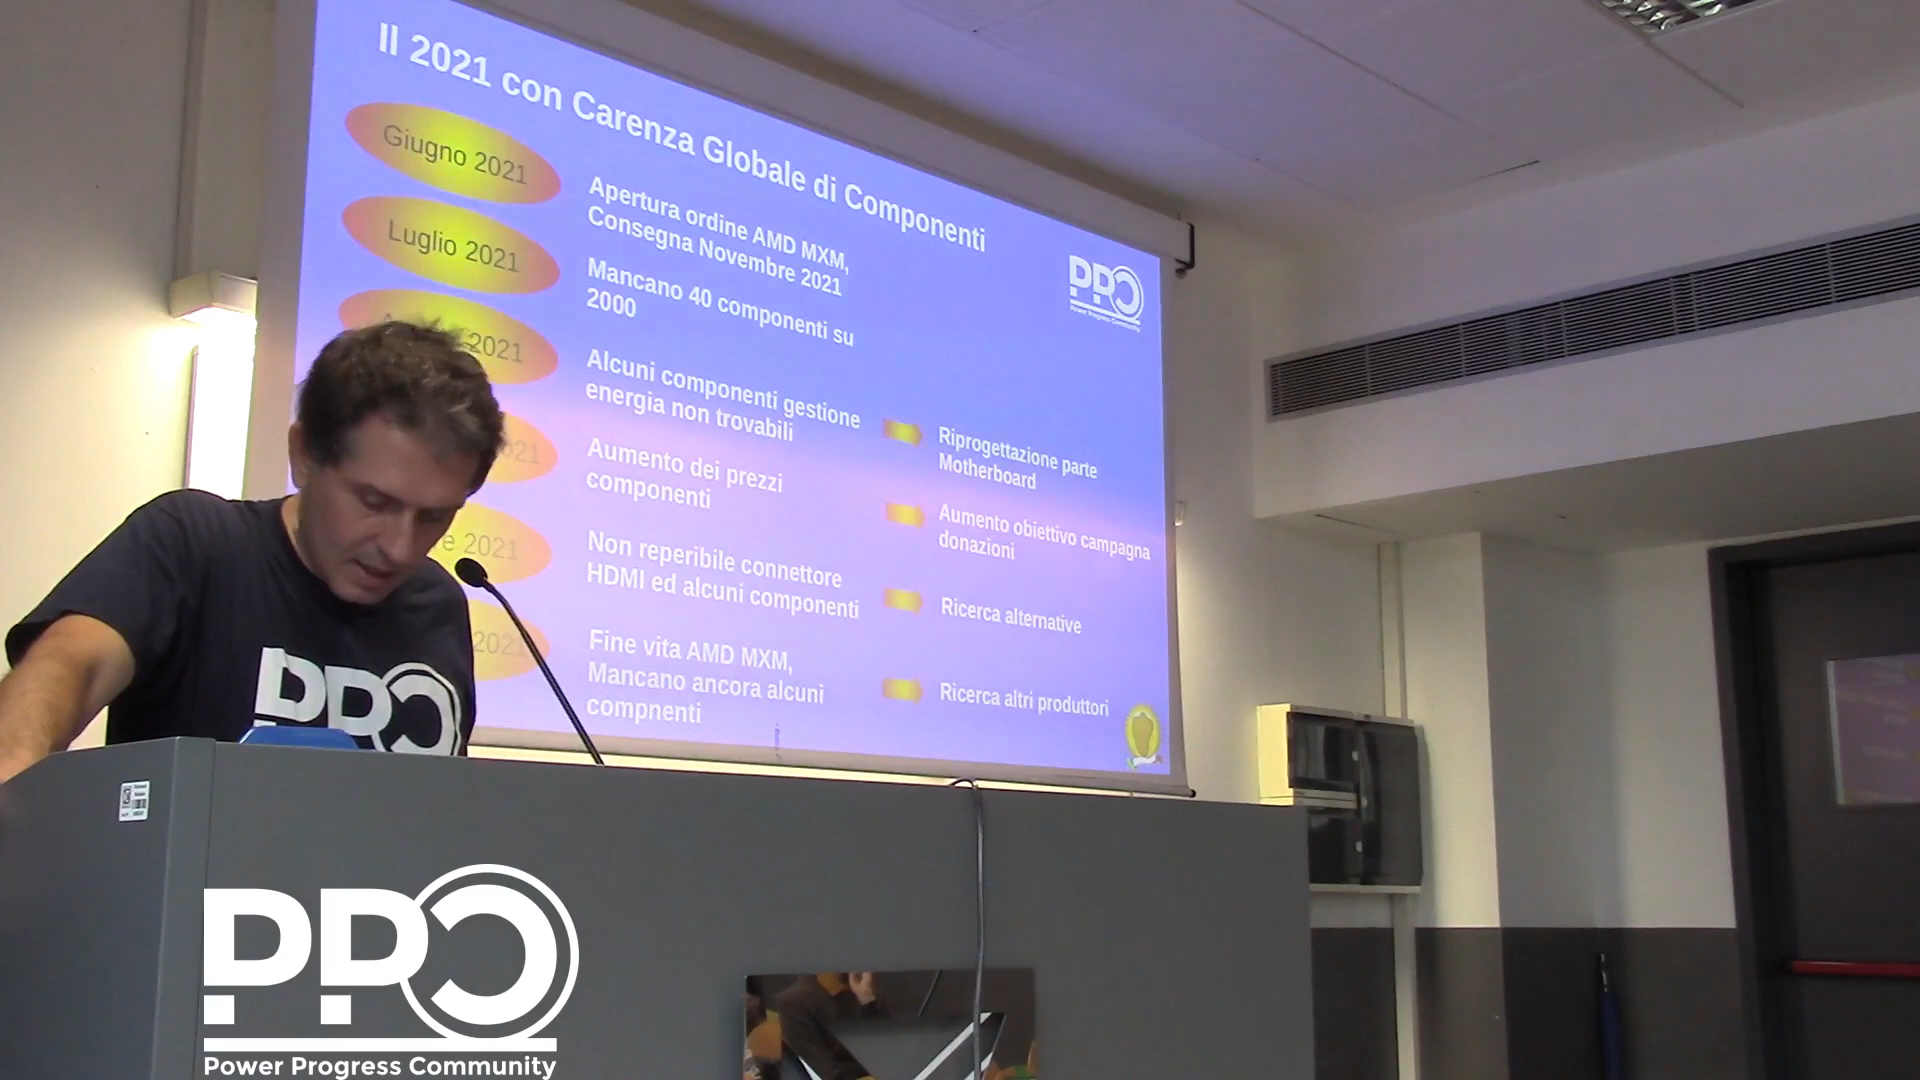 Il 2021 con Carenza Globale di Componenti
Giugno 2021
Apertura ordine AMD MXM,
Consegna Novembre 2021
Luglio 2021
Mancano 40 componenti su
2000
2021
Alcuni componenti gestione
energia non trovabili
Riprogettazione parte
Motherboard
Aumento dei prezzi
componenti
Aumento obiettivo campagna
donazioni
2021
Non reperibile connettore
HDMI ed alcuni componenti
Ricerca alternative
2021
Fine vita AMD MXM,
Mancano ancora alcuni
compnenti
Ricerca altri produttori
PPC
Power Progress Community
PPC
PPC
Power Progress Community